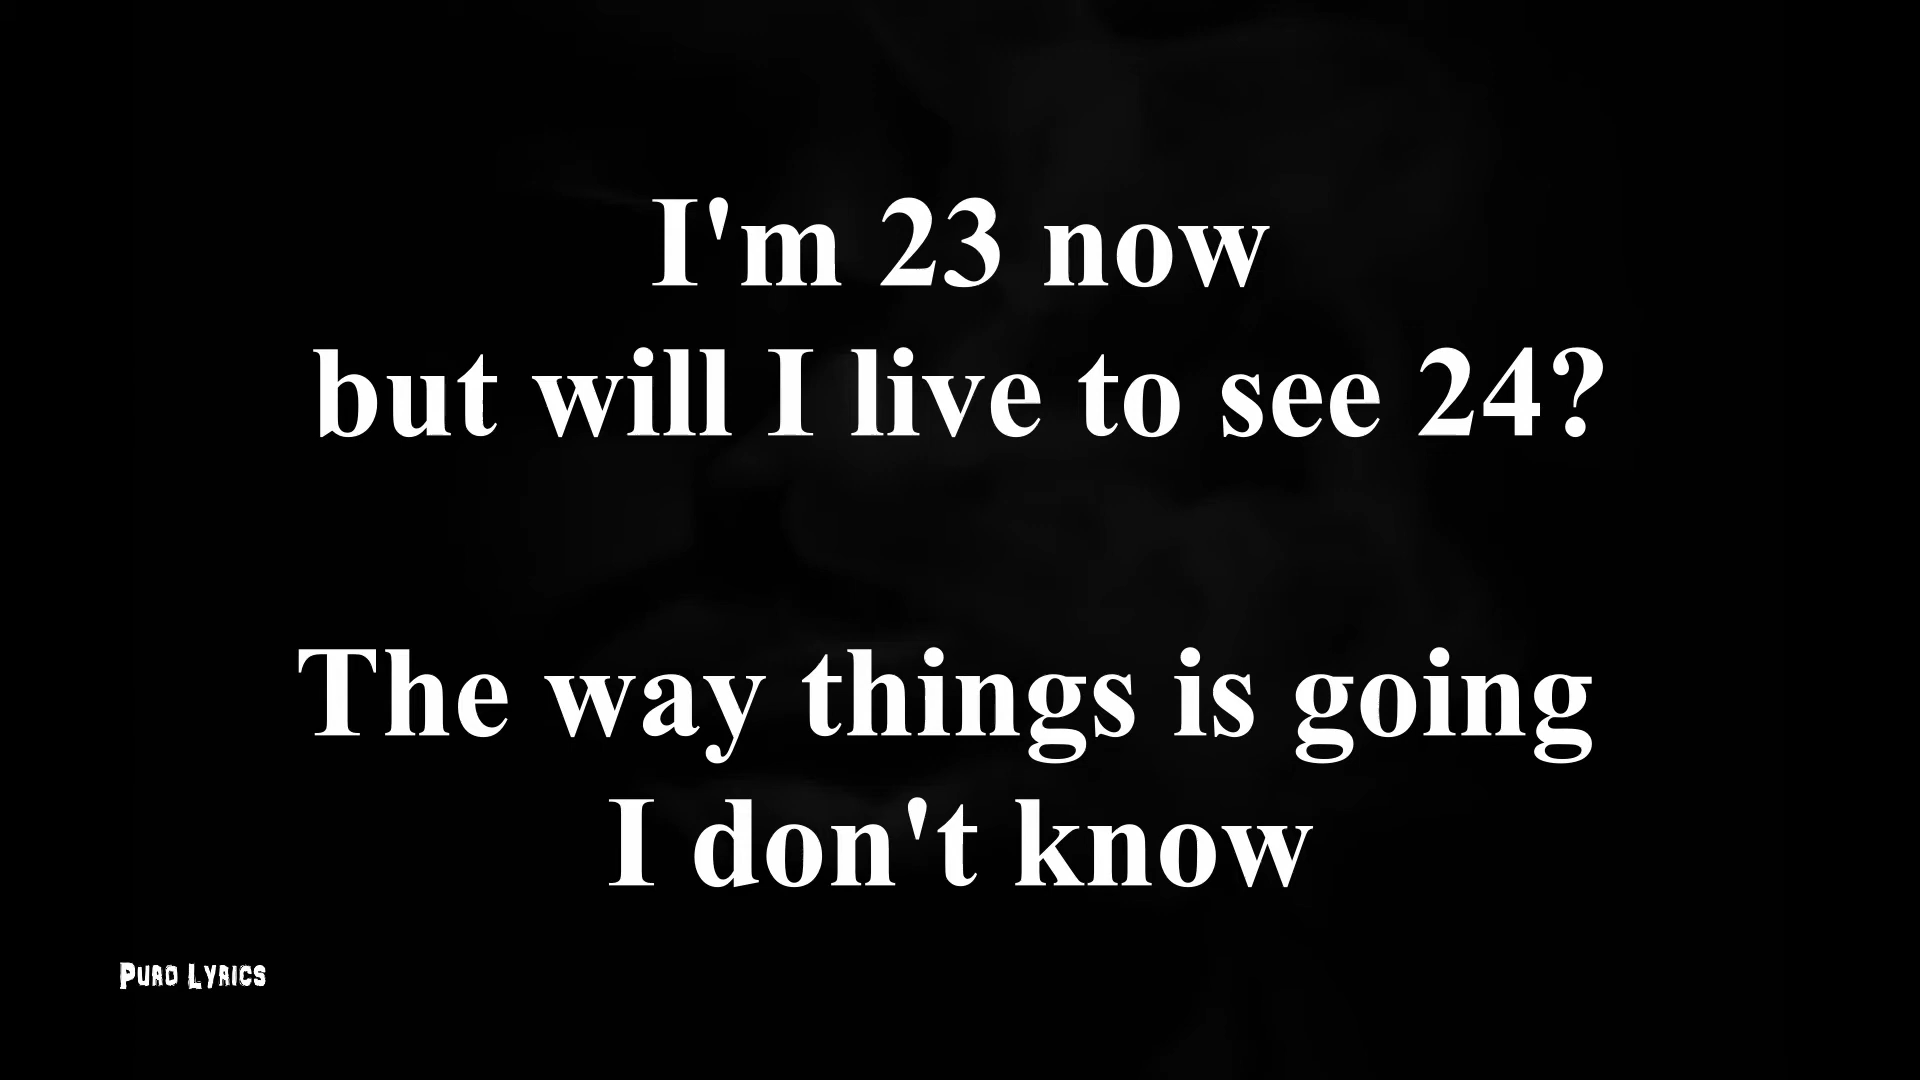 I'm 23 now
but will I live to see 24?
The way things is going
I don't know
Puro Lyrics